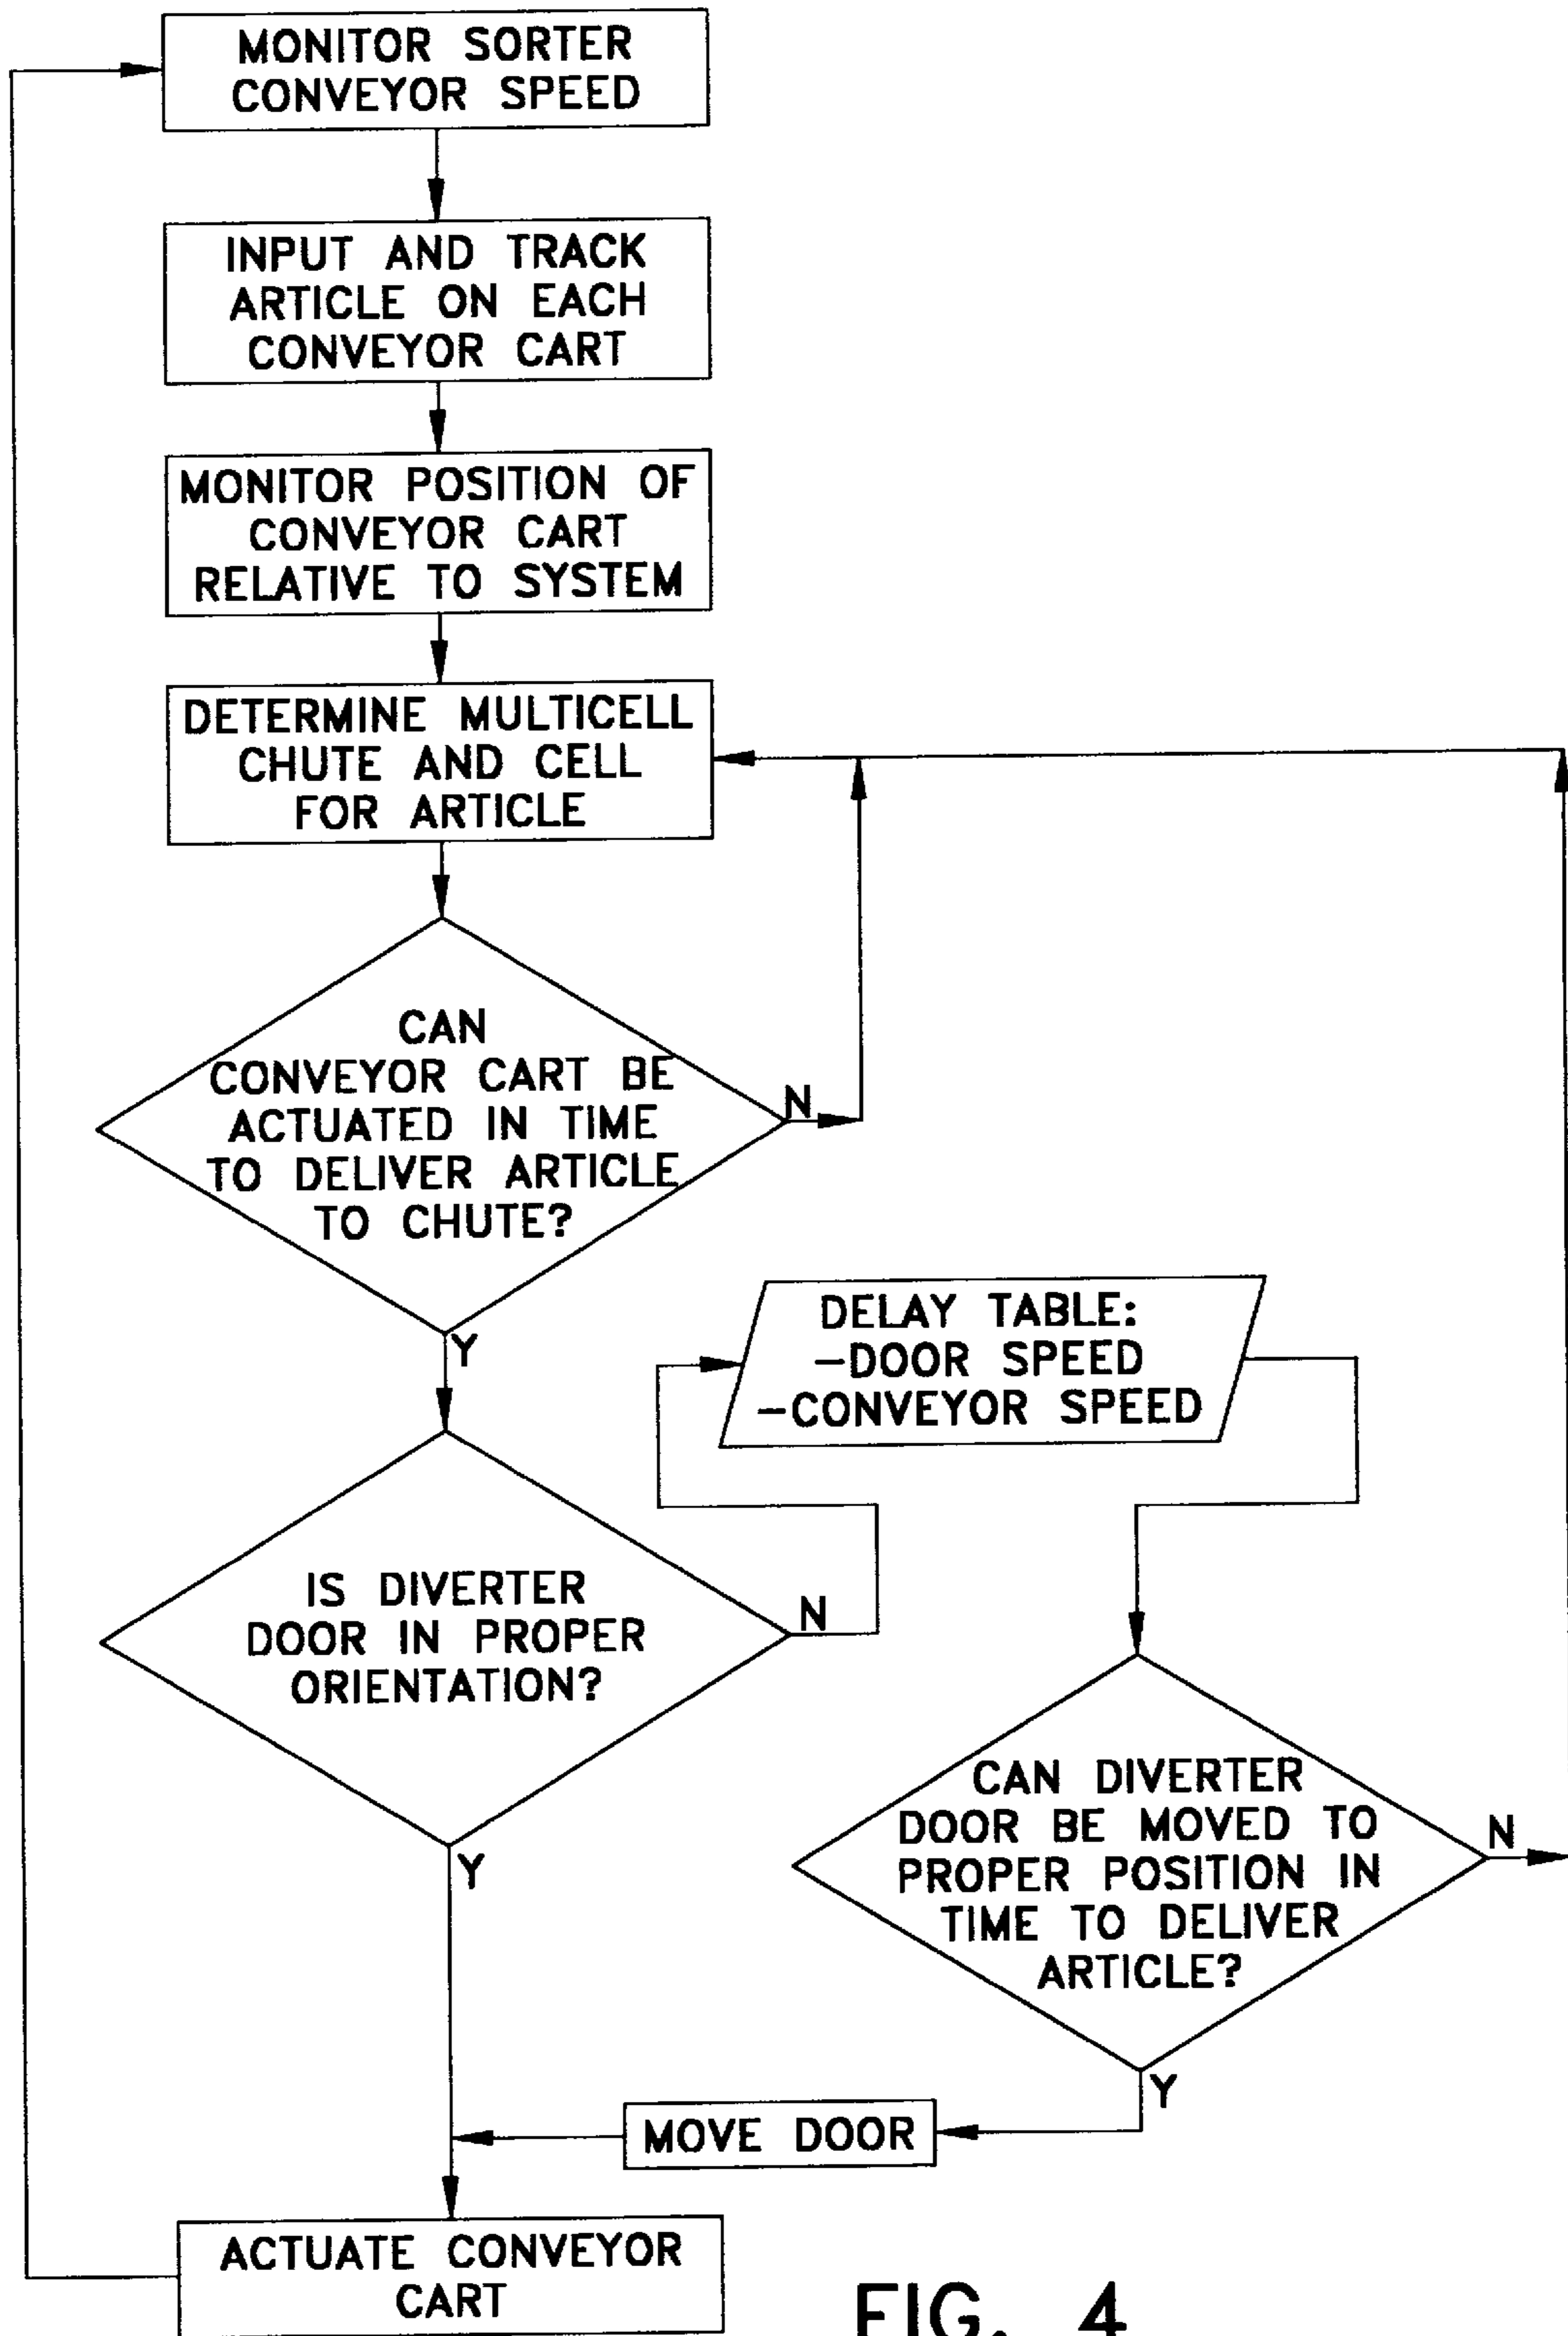 MONITOR SORTER
CONVEYOR SPEED
INPUT AND TRACK
ARTICLE ON EACH
CONVEYOR CART
MONITOR POSITION OF
CONVEYOR CART
RELATIVE TO SYSTEM
DETERMINE MULTICELL
CHUTE AND CELL
FOR ARTICLE
CAN
CONVEYOR CART BE
ACTUATED IN TIME
TO DELIVER ARTICLE
TO CHUTE?
N
Y
DELAY TABLE:
-DOOR SPEED
-CONVEYOR SPEED
IS DIVERTER
DOOR IN PROPER
ORIENTATION?
N
Y
CAN DIVERTER
DOOR BE MOVED TO
PROPER POSITION IN
TIME TO DELIVER
ARTICLE?
N
Y
MOVE DOOR
ACTUATE CONVEYOR
CART
FIG. 4